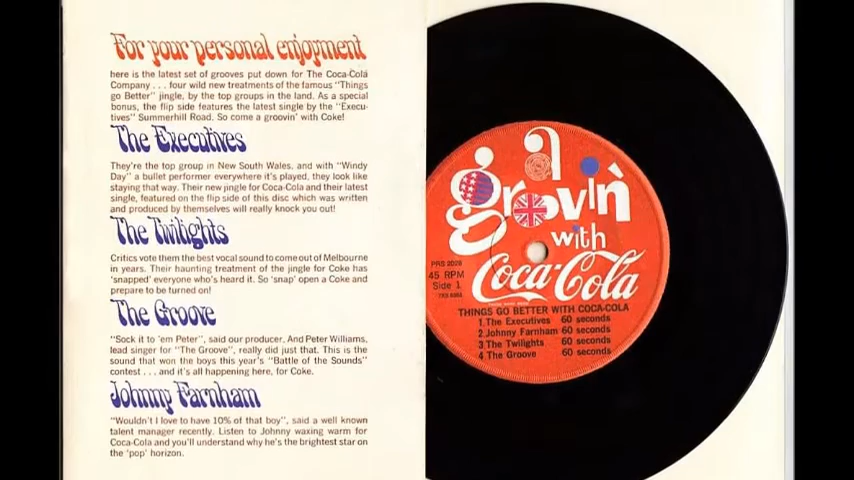 For your personal enjoyment
here is the latest set of grooves put down for The Coca-Cola
Company . . . four wild new treatments of the famous "Things
go Better" jingle, by the top groups in the land. As a special
bonus, the flip side features the latest single by the "Execu-
tives" Summerhill Road. So come a groovin' with Coke!
The Executives
They're the top group in New South Wales, and with "Windy
Day" a bullet performer everywhere it's played, they look like
staying that way. Their new jingle for Coca-Cola and their latest
single, featured on the flip side of this disc which was written
and produced by themselves will really knock you out!
The Twilights
Critics vote them the best vocal sound to come out of Melbourne
in years. Their haunting treatment of the jingle for Coke has
'snapped' everyone who's heard it. So 'snap' open a Coke and
prepare to be turned on!
The Groove
"Sock it to 'em Peter", said our producer. And Peter Williams,
lead singer for "The Groove", really did just that. This is the
sound that won the boys this year's "Battle of the Sounds"
contest . . . and it's all happening here, for Coke.
Johnny Farnham
"Wouldn't I love to have 10% of that boy", said a well known
talent manager recently. Listen to Johnny waxing warm for
Coca-Cola and you'll understand why he's the brightest star on
the 'pop' horizon.
a
groovin'
with
Coca-Cola
45 RPM
Side 1
THINGS GO BETTER WITH COCA-COLA
1. The Executives 60 seconds
2 Johnny Farnham 60 seconds
3 The Twilights 60 seconds
4 The Groove 60 seconds